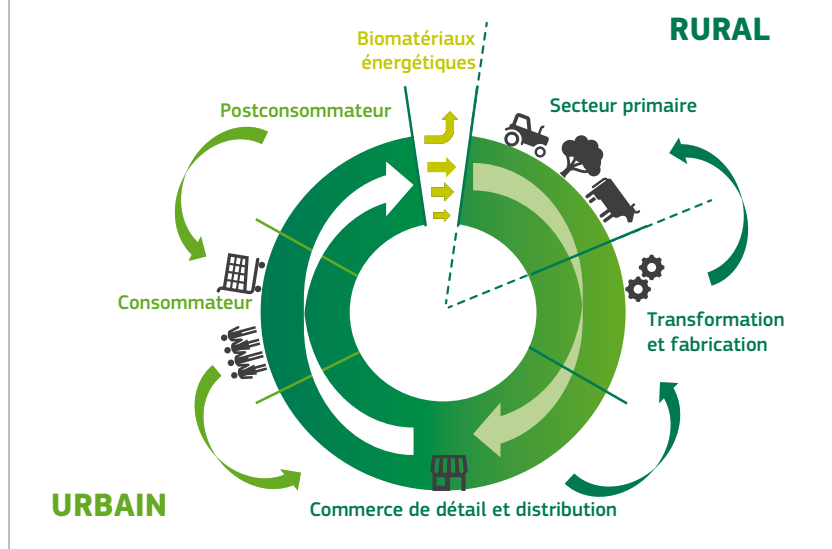 RURAL
Biomatériaux
énergétiques
Postconsommateur
Secteur primaire
Consommateur
Transformation
et fabrication
URBAIN
Commerce de détail et distribution